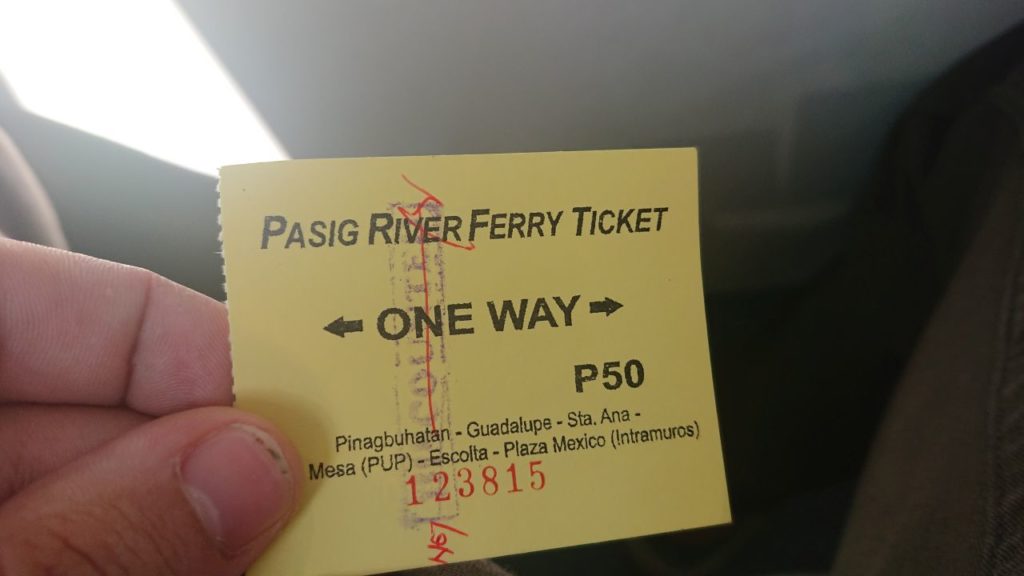 PASIG RIVER FERRY TICKET
ONE WAY
P50
Pinagbuhatan - Guadalupe - Sta. Ana -
Mesa (PUP) - Escolta - Plaza Mexico (Intramuros)
123815